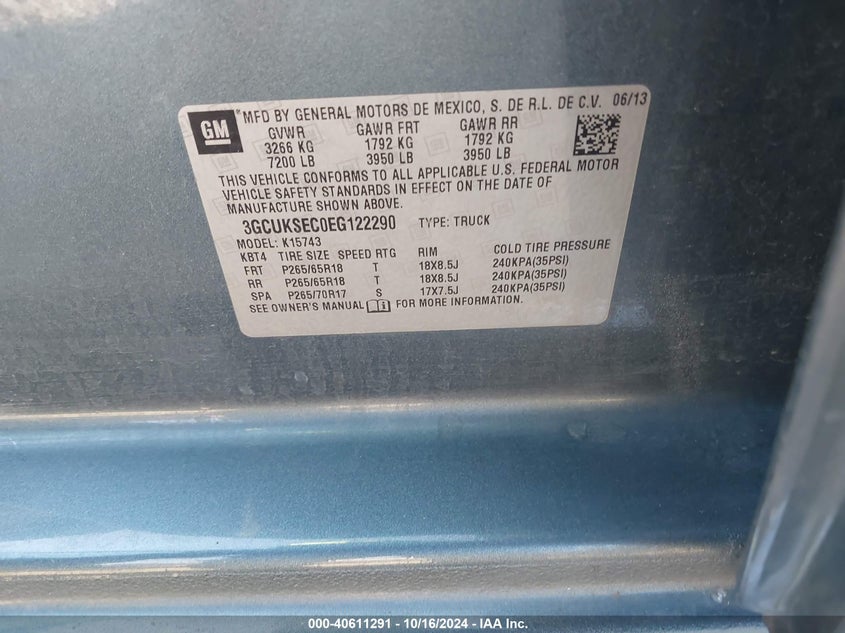 GM
® MFD BY GENERAL MOTORS DE MEXICO, S. DE R.L. DE C.V. 06/13
GVWR GAWR FRT GAWR RR
3266 KG 1792 KG 1792 KG
7200 LB 3950 LB 3950 LB
THIS VEHICLE CONFORMS TO ALL APPLICABLE U.S. FEDERAL MOTOR
VEHICLE SAFETY STANDARDS IN EFFECT ON THE DATE OF
MANUFACTURE SHOWN ABOVE.
3GCUKSEC0EG122290 TYPE: TRUCK
MODEL: K15743
KBT4 TIRE SIZE SPEED RTG RIM COLD TIRE PRESSURE
FRT P265/65R18 T 18X8.5J 240KPA(35PSI)
RR P265/65R18 T 18X8.5J 240KPA(35PSI)
SPA P265/70R17 S 17X7.5J 240KPA(35PSI)
SEE OWNER'S MANUAL FOR MORE INFORMATION.
000-40611291 - 10/16/2024 - IAA Inc.